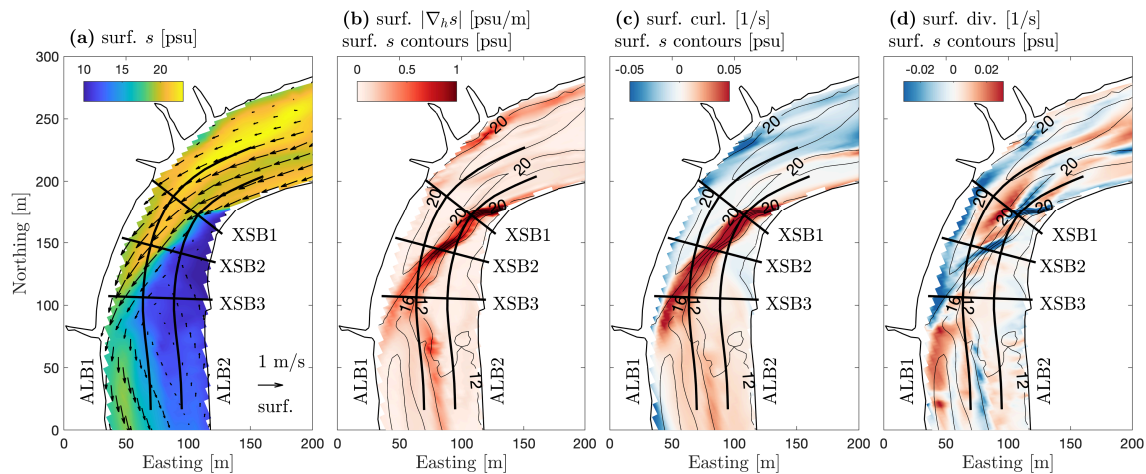 (a) surf. s [psu]
10 15 20
300
250
200
150
100
50
0
Northing [m]
0 50 100 150 200
Easting [m]
XSB1
XSB2
XSB3
ALB1
ALB2
1 m/s
surf.
(b) surf. |∇ₕs| [psu/m]
surf. s contours [psu]
0 0.5 1
20
20
20
20
20
16
12
12
XSB1
XSB2
XSB3
ALB1
ALB2
0 50 100 150 200
Easting [m]
(c) surf. curl. [1/s]
surf. s contours [psu]
-0.05 0 0.05
20
20
20
20
20
16
12
12
XSB1
XSB2
XSB3
ALB1
ALB2
0 50 100 150 200
Easting [m]
(d) surf. div. [1/s]
surf. s contours [psu]
-0.02 0 0.02
20
20
20
20
20
16
12
12
XSB1
XSB2
XSB3
ALB1
ALB2
0 50 100 150 200
Easting [m]